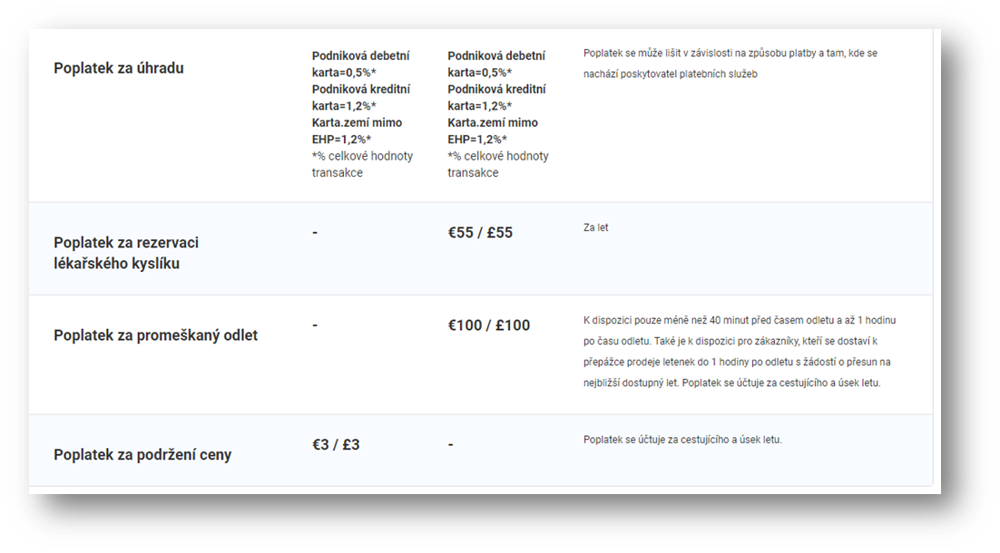 Poplatek za úhradu
Podniková debetní
karta=0,5%*
Podniková kreditní
karta=1,2%*
Karta.zemí mimo
EHP=1,2%*
*% celkové hodnoty
transakce
Podniková debetní
karta=0,5%*
Podniková kreditní
karta=1,2%*
Karta.zemí mimo
EHP=1,2%*
*% celkové hodnoty
transakce
Poplatek se může lišit v závislosti na způsobu platby a tam, kde se
nachází poskytovatel platebních služeb
Poplatek za rezervaci
lékařského kyslíku
-
€55 / £55
Za let
Poplatek za promeškaný odlet
-
€100 / £100
K dispozici pouze méně než 40 minut před časem odletu a až 1 hodinu
po času odletu. Také je k dispozici pro zákazníky, kteří se dostaví k
přepážce prodeje letenek do 1 hodiny po odletu s žádostí o přesun na
nejbližší dostupný let. Poplatek se účtuje za cestujícího a úsek letu.
Poplatek za podržení ceny
€3 / £3
-
Poplatek se účtuje za cestujícího a úsek letu.